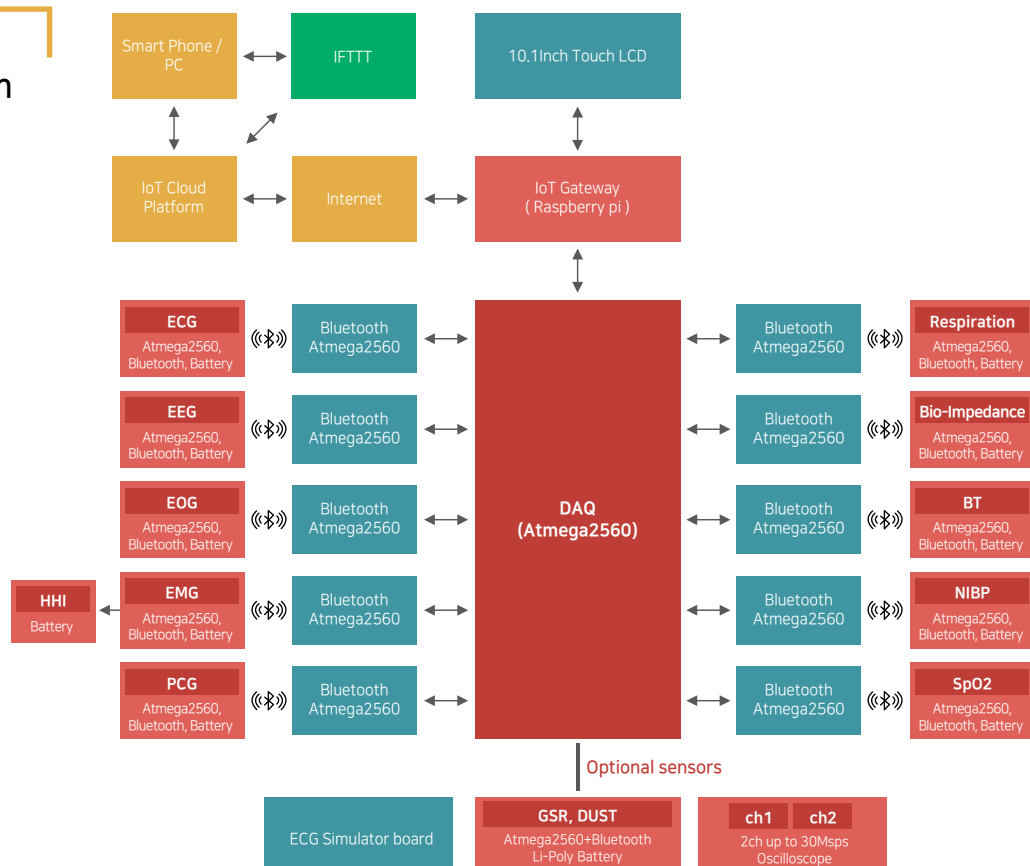 Smart Phone /
PC
IFTTT
10.1Inch Touch LCD
IoT Cloud
Platform
Internet
IoT Gateway
( Raspberry pi )
ECG
Atmega2560,
Bluetooth, Battery
Bluetooth
Atmega2560
Bluetooth
Atmega2560
Respiration
Atmega2560,
Bluetooth, Battery
EEG
Atmega2560,
Bluetooth, Battery
Bluetooth
Atmega2560
Bluetooth
Atmega2560
Bio-Impedance
Atmega2560,
Bluetooth, Battery
EOG
Atmega2560,
Bluetooth, Battery
Bluetooth
Atmega2560
DAQ
(Atmega2560)
Bluetooth
Atmega2560
BT
Atmega2560,
Bluetooth, Battery
HHI
Battery
EMG
Atmega2560,
Bluetooth, Battery
Bluetooth
Atmega2560
Bluetooth
Atmega2560
NIBP
Atmega2560,
Bluetooth, Battery
PCG
Atmega2560,
Bluetooth, Battery
Bluetooth
Atmega2560
Bluetooth
Atmega2560
SpO2
Atmega2560,
Bluetooth, Battery
Optional sensors
ECG Simulator board
GSR, DUST
Atmega2560+Bluetooth
Li-Poly Battery
ch1 ch2
2ch up to 30Msps
Oscilloscope